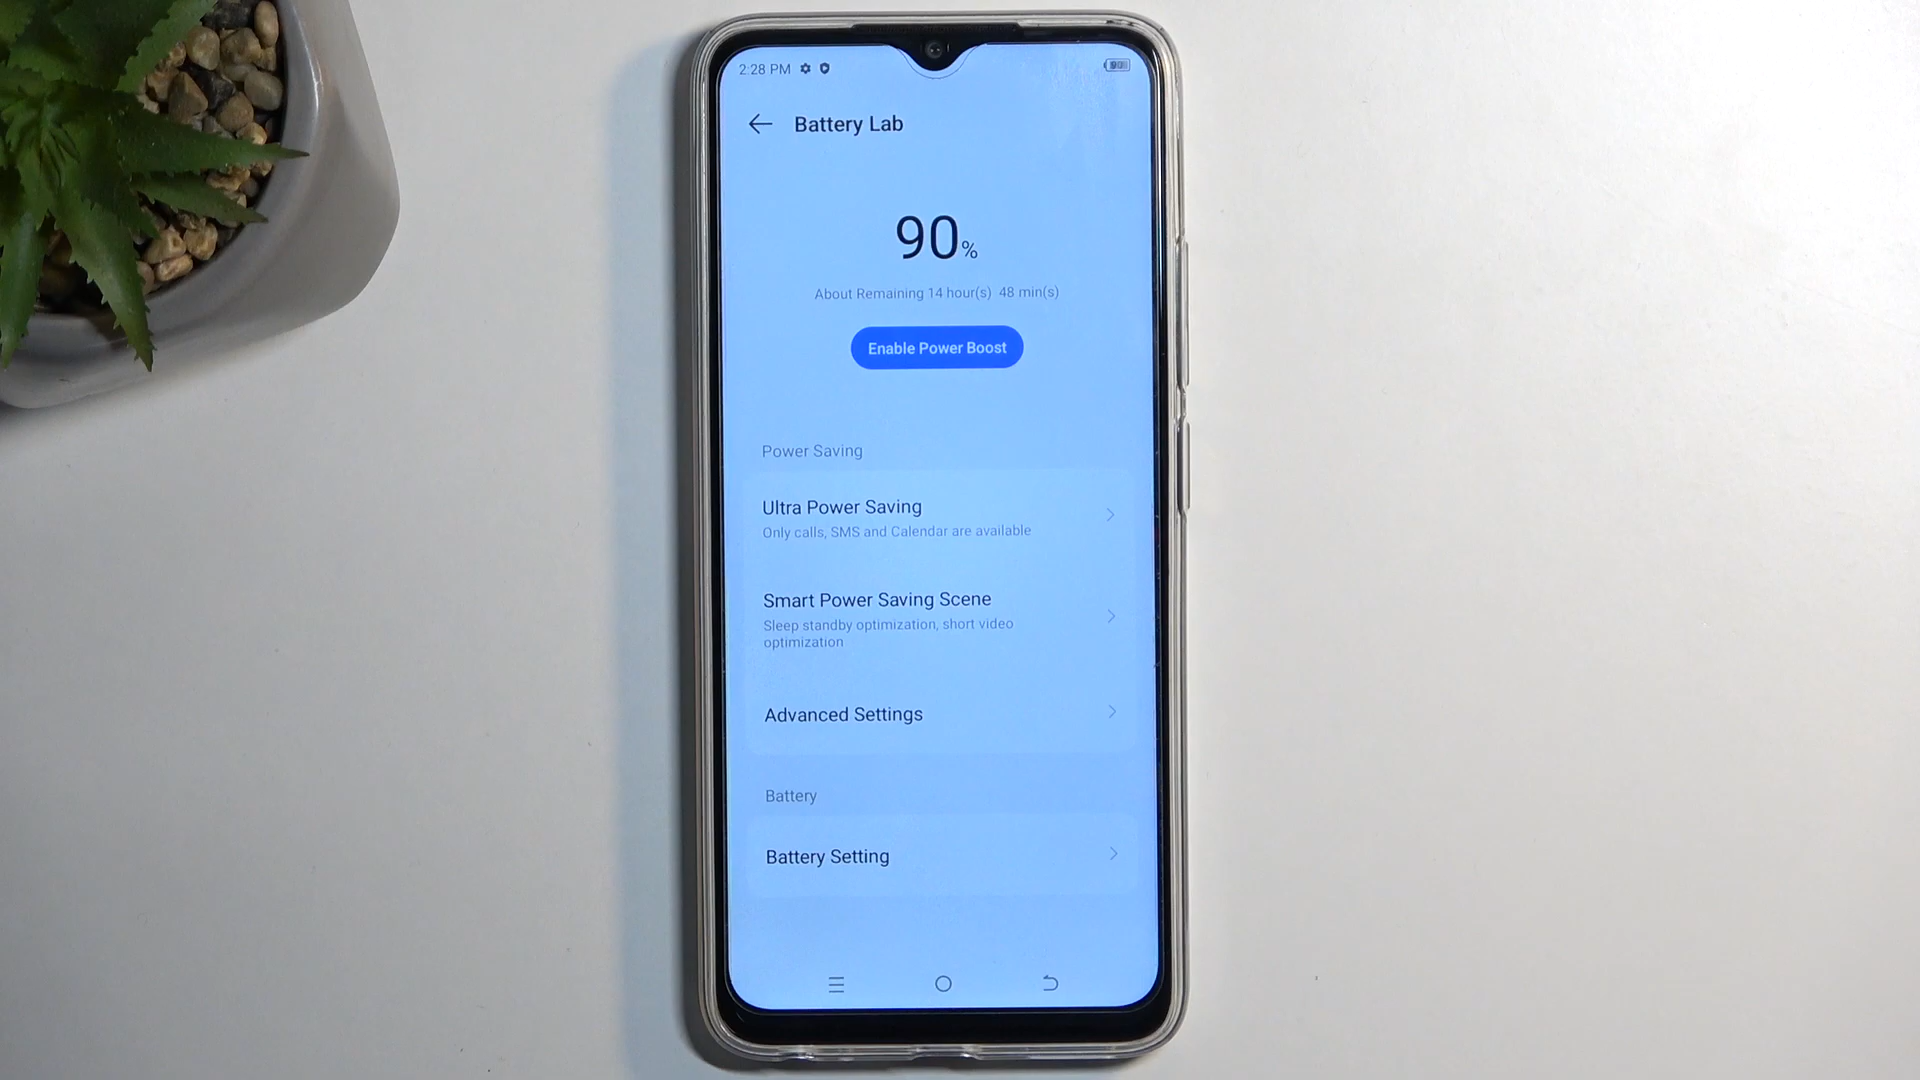 2:28 PM
90
Battery Lab
90%
About Remaining 14 hour(s) 48 min(s)
Enable Power Boost
Power Saving
Ultra Power Saving
Only calls, SMS and Calendar are available
Smart Power Saving Scene
Sleep standby optimization, short video
optimization
Advanced Settings
Battery
Battery Setting